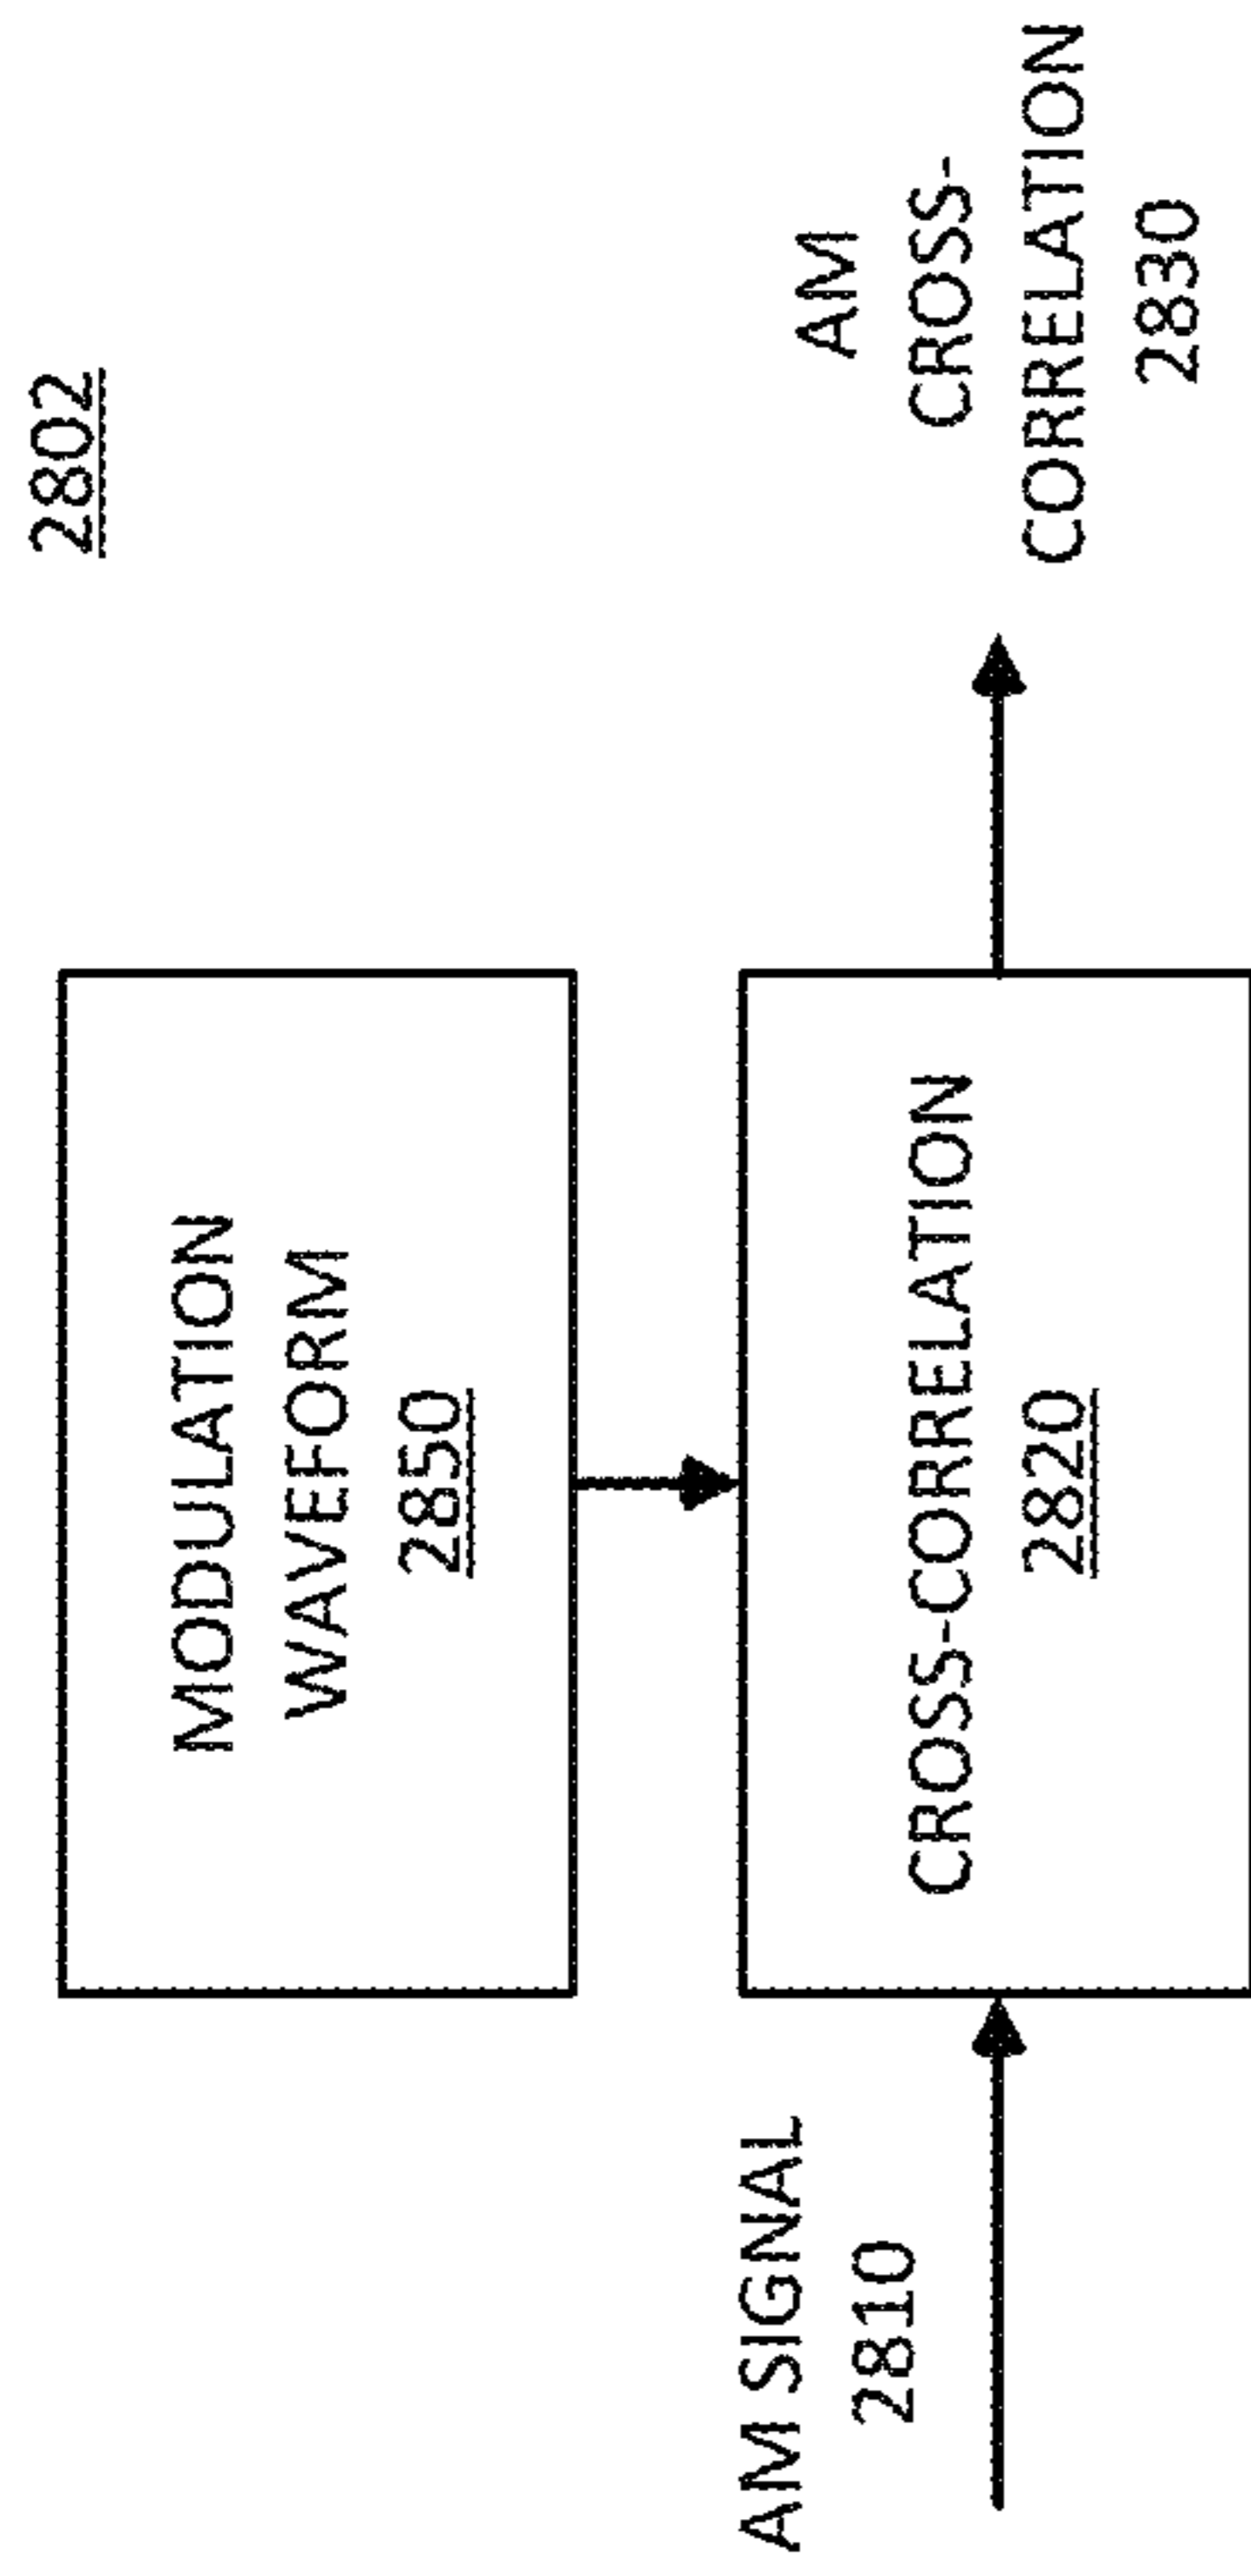 2802
MODULATION
WAVEFORM
2850
AM SIGNAL
2810
CROSS-CORRELATION
2820
AM
CROSS-
CORRELATION
2830